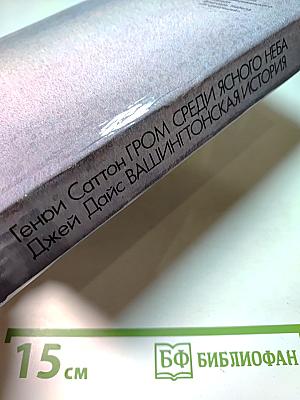 Генри Саттон ГРОМ СРЕДИ ЯСНОГО НЕБА
Джей Дайс ВАШИНГТОНСКАЯ ИСТОРИЯ
15 см
БФ БИБЛИОФАН